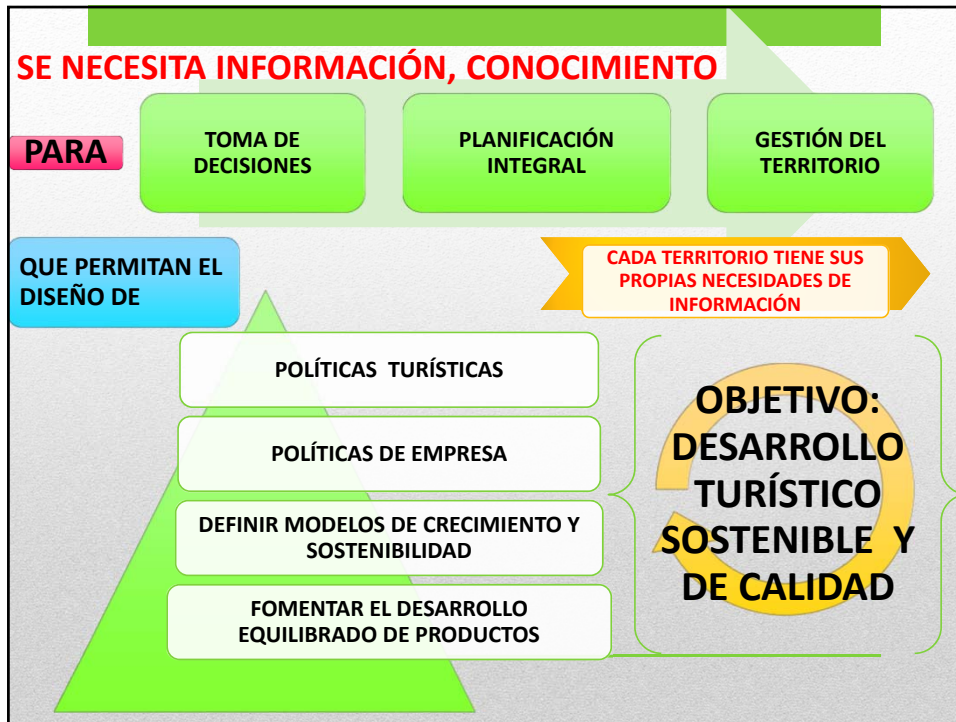 SE NECESITA INFORMACIÓN, CONOCIMIENTO
PARA
TOMA DE
DECISIONES
PLANIFICACIÓN
INTEGRAL
GESTIÓN DEL
TERRITORIO
QUE PERMITAN EL
DISEÑO DE
CADA TERRITORIO TIENE SUS
PROPIAS NECESIDADES DE
INFORMACIÓN
POLÍTICAS TURÍSTICAS
POLÍTICAS DE EMPRESA
DEFINIR MODELOS DE CRECIMIENTO Y
SOSTENIBILIDAD
FOMENTAR EL DESARROLLO
EQUILIBRADO DE PRODUCTOS
OBJETIVO:
DESARROLLO
TURÍSTICO
SOSTENIBLE Y
DE CALIDAD